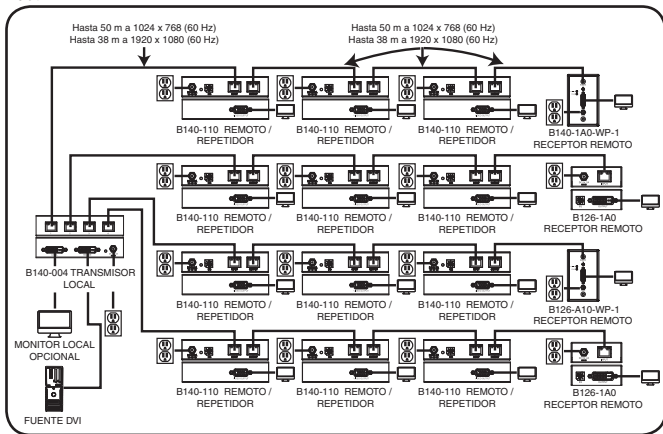 Hasta 50 m a 1024 x 768 (60 Hz)
Hasta 38 m a 1920 x 1080 (60 Hz)
Hasta 50 m a 1024 x 768 (60 Hz)
Hasta 38 m a 1920 x 1080 (60 Hz)
B140-110 REMOTO /
REPETIDOR
B140-110 REMOTO /
REPETIDOR
B140-110 REMOTO /
REPETIDOR
B140-1A0-WP-1
RECEPTOR REMOTO
B140-110 REMOTO /
REPETIDOR
B140-110 REMOTO /
REPETIDOR
B140-110 REMOTO /
REPETIDOR
B126-1A0
RECEPTOR REMOTO
B140-004 TRANSMISOR
LOCAL
B140-110 REMOTO /
REPETIDOR
B140-110 REMOTO /
REPETIDOR
B140-110 REMOTO /
REPETIDOR
B126-A10-WP-1
RECEPTOR REMOTO
MONITOR LOCAL
OPCIONAL
B140-110 REMOTO /
REPETIDOR
B140-110 REMOTO /
REPETIDOR
B140-110 REMOTO /
REPETIDOR
B126-1A0
RECEPTOR REMOTO
FUENTE DVI